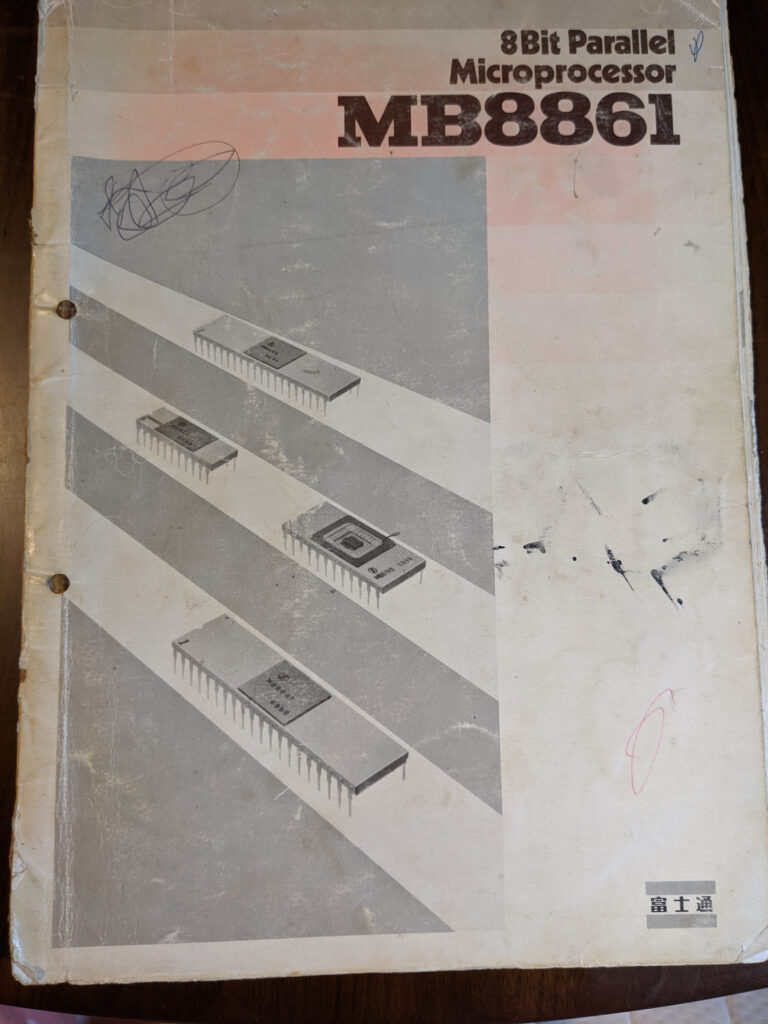 8Bit Parallel
Microprocessor
MB8861
富士通